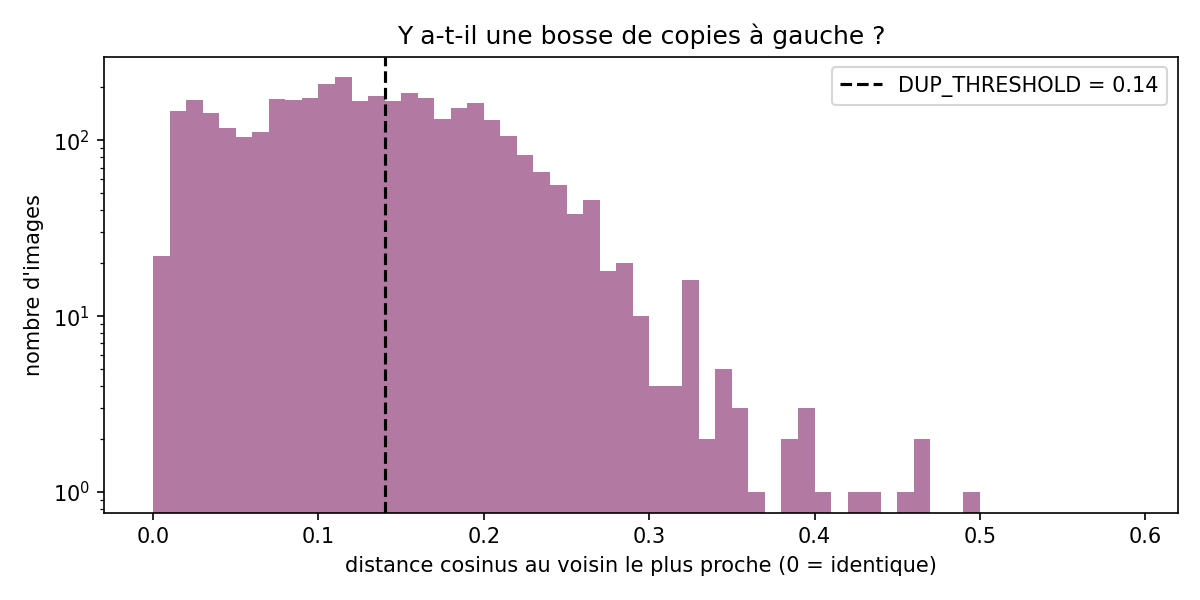 Y a-t-il une bosse de copies à gauche ?
DUP_THRESHOLD = 0.14
10²
10¹
10⁰
nombre d'images
0.0 0.1 0.2 0.3 0.4 0.5 0.6
distance cosinus au voisin le plus proche (0 = identique)